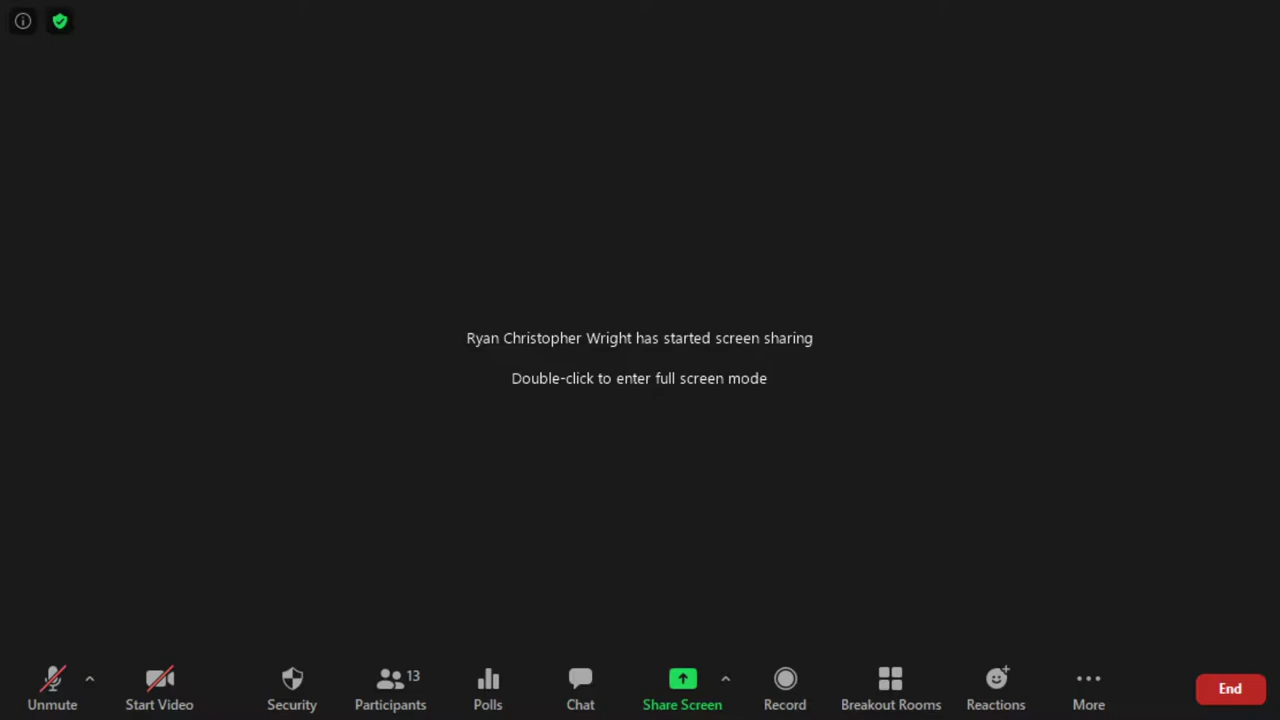 Ryan Christopher Wright has started screen sharing
Double-click to enter full screen mode
Unmute
Start Video
Security
Participants
13
Polls
Chat
Share Screen
Record
Breakout Rooms
Reactions
More
End